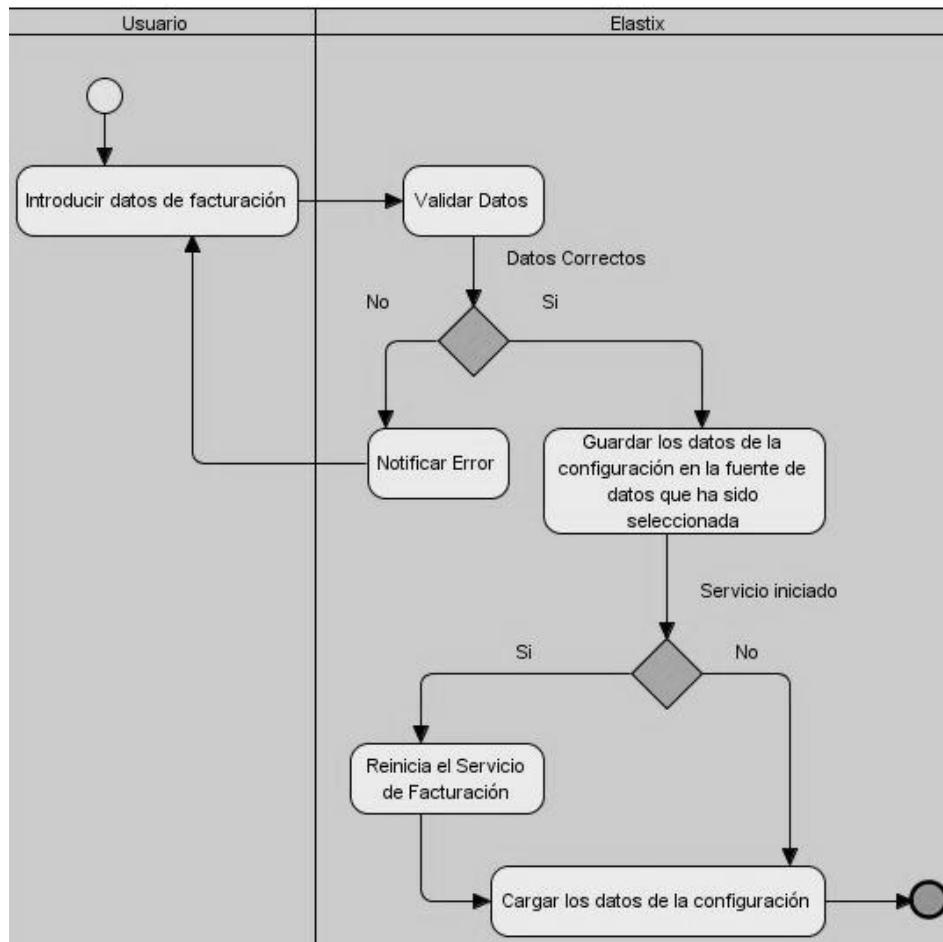 Usuario
Elastix
Introducir datos de facturación
Validar Datos
Datos Correctos
No
Si
Notificar Error
Guardar los datos de la
configuración en la fuente de
datos que ha sido
seleccionada
Servicio iniciado
Si
No
Reinicia el Servicio
de Facturación
Cargar los datos de la configuración